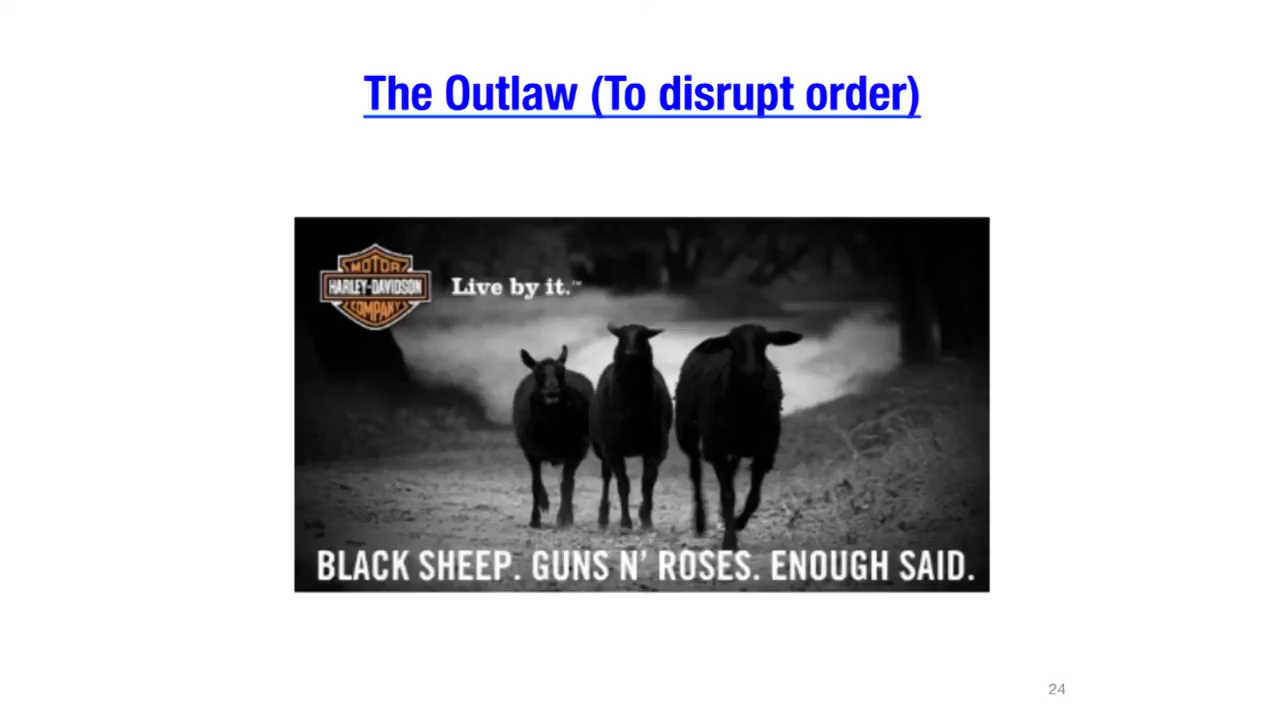 The Outlaw (To disrupt order)
MOTOR
HARLEY-DAVIDSON
COMPANY
Live by it.™
BLACK SHEEP. GUNS N' ROSES. ENOUGH SAID.
24